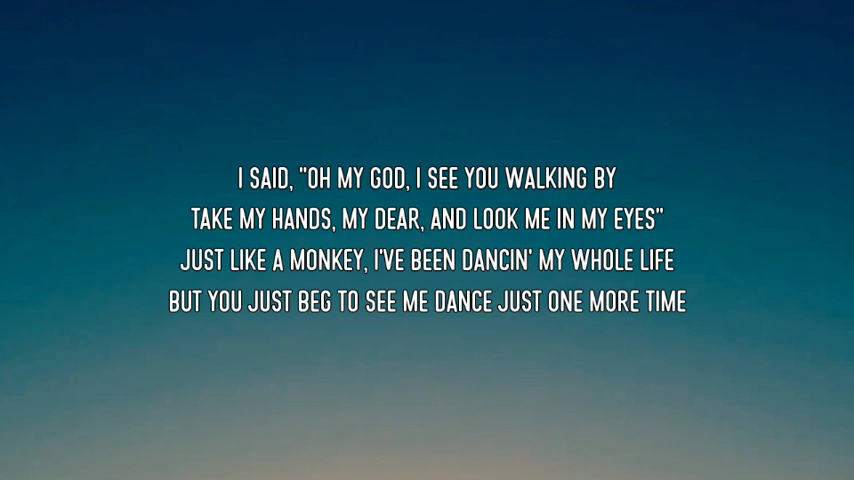 I SAID, "OH MY GOD, I SEE YOU WALKING BY
TAKE MY HANDS, MY DEAR, AND LOOK ME IN MY EYES"
JUST LIKE A MONKEY, I'VE BEEN DANCIN' MY WHOLE LIFE
BUT YOU JUST BEG TO SEE ME DANCE JUST ONE MORE TIME